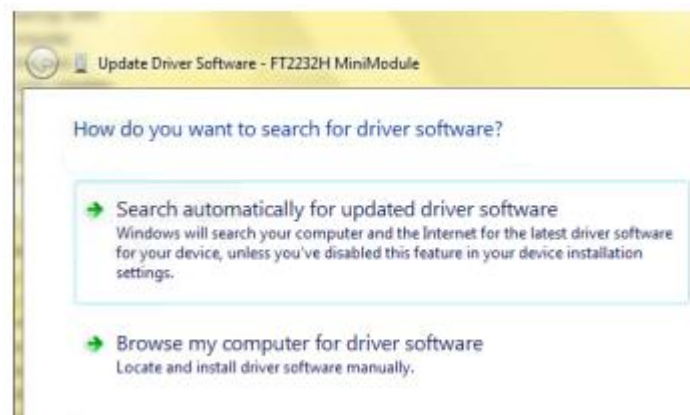 Update Driver Software - FT2232H MiniModule
How do you want to search for driver software?
Search automatically for updated driver software
Windows will search your computer and the Internet for the latest driver software
for your device, unless you've disabled this feature in your device installation
settings.
Browse my computer for driver software
Locate and install driver software manually.